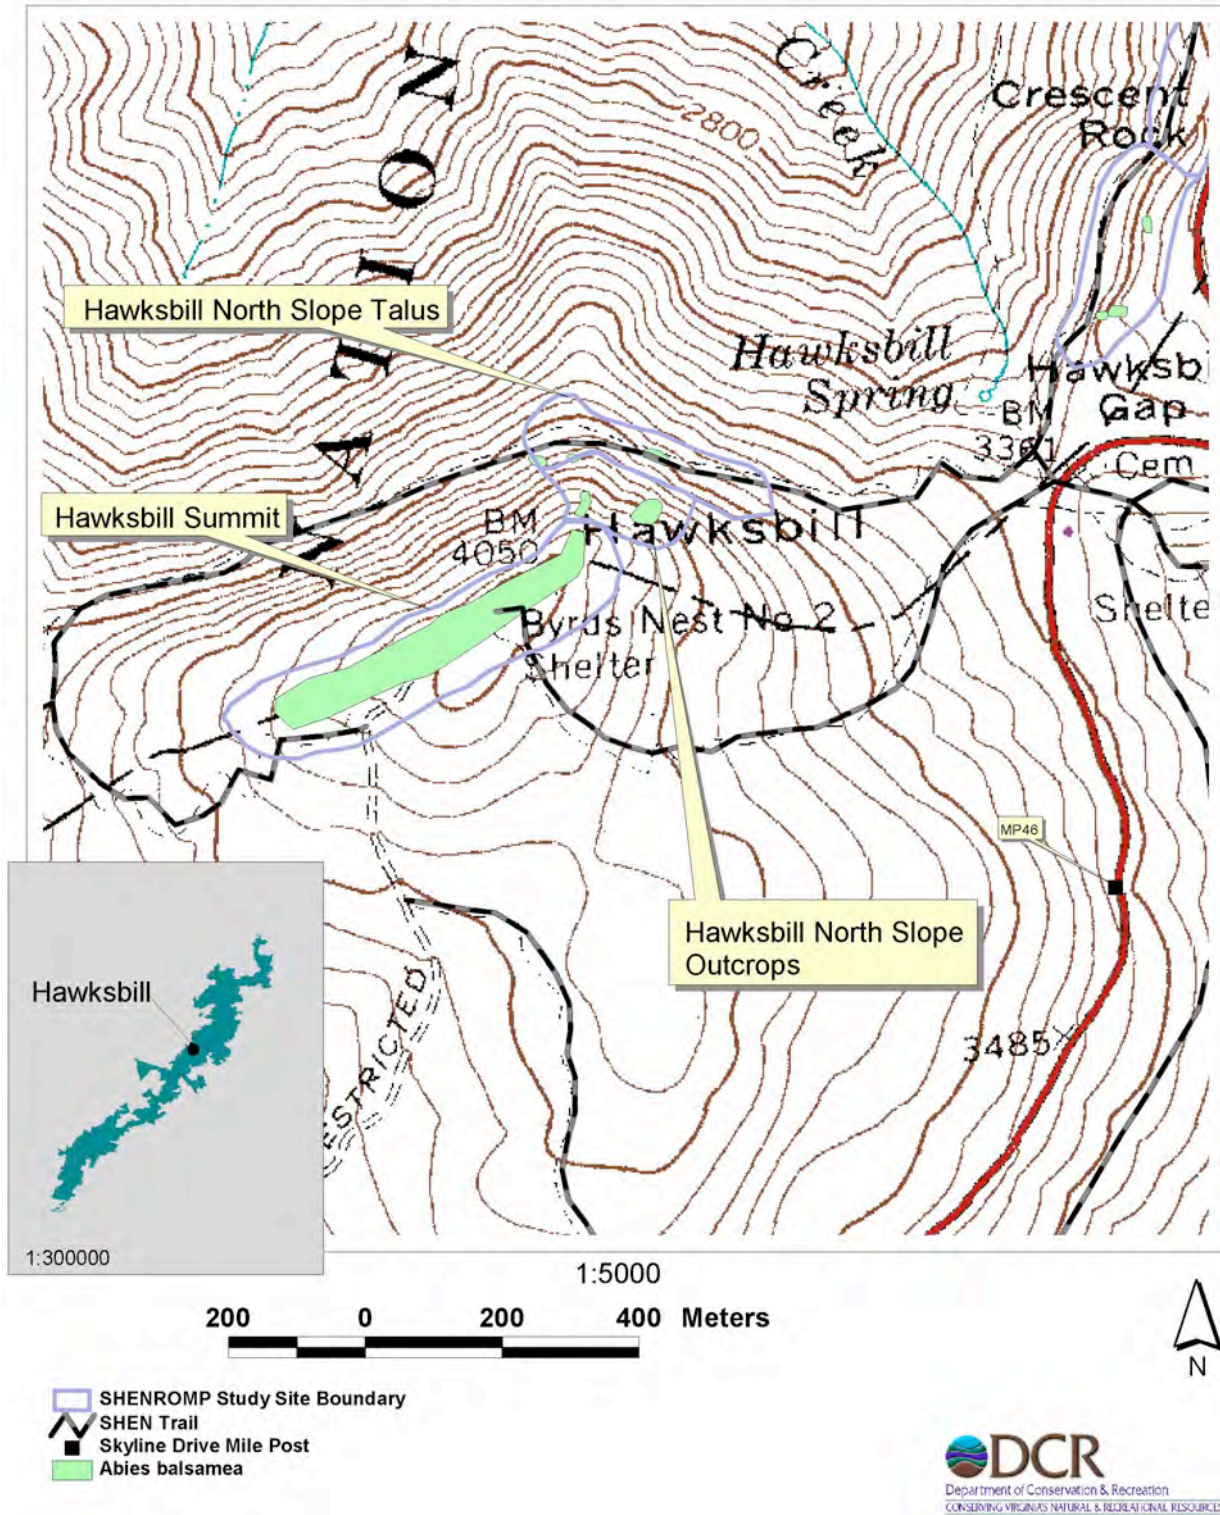 Creek
2800
Crescent
Rock
Hawksbill North Slope Talus
Hawksbill
Spring
Hawksb
Gap
BM
3361
Cem
Hawksbill Summit
BM
4050
Hawksbill
Byrds Nest No 2
Shelter
Shelte
MP46
Hawksbill North Slope
Outcrops
Hawksbill
ESTRICTED
3485
1:300000
1:5000
200 0 200 400 Meters
N
SHENROMP Study Site Boundary
SHEN Trail
Skyline Drive Mile Post
Abies balsamea
DCR
Department of Conservation & Recreation
CONSERVING VIRGINIA'S NATURAL & RECREATIONAL RESOURCES